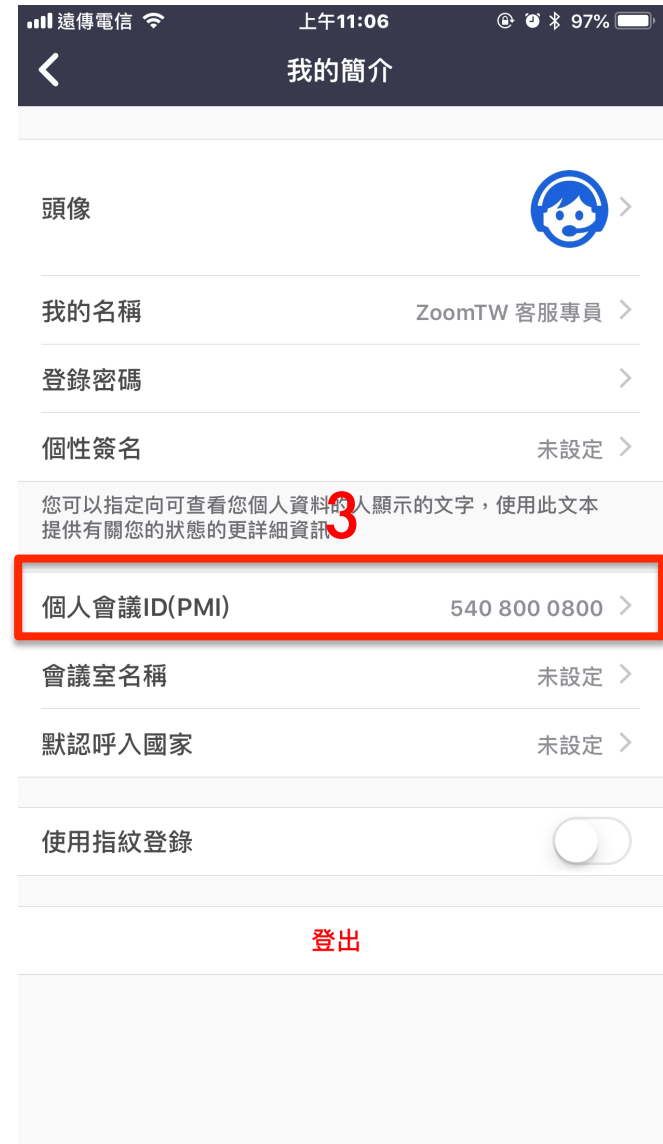 遠傳電信 上午11:06 97%
我的簡介
頭像
我的名稱 ZoomTW 客服專員
登錄密碼
個性簽名 未設定
您可以指定向可查看您個人資料的人顯示的文字，使用此文本
提供有關您的狀態的更詳細資訊
3
個人會議ID(PMI) 540 800 0800
會議室名稱 未設定
默認呼入國家 未設定
使用指紋登錄
登出